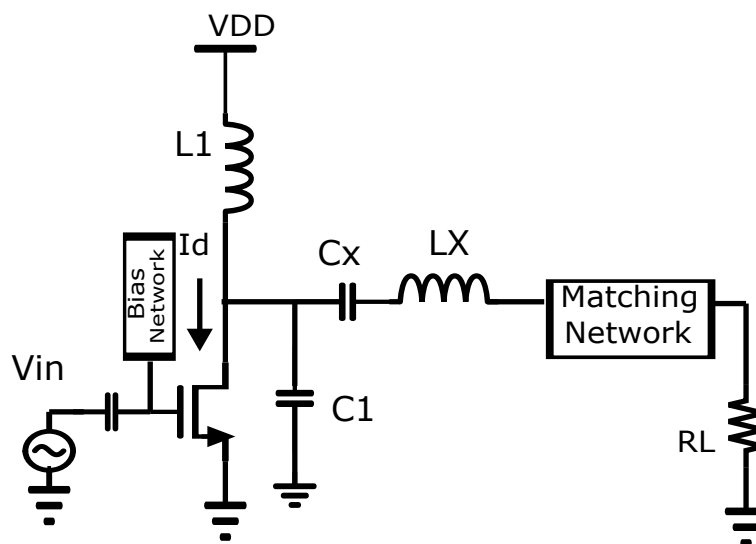 VDD
L1
Id
Cx
LX
Bias
Network
Matching
Network
Vin
C1
RL